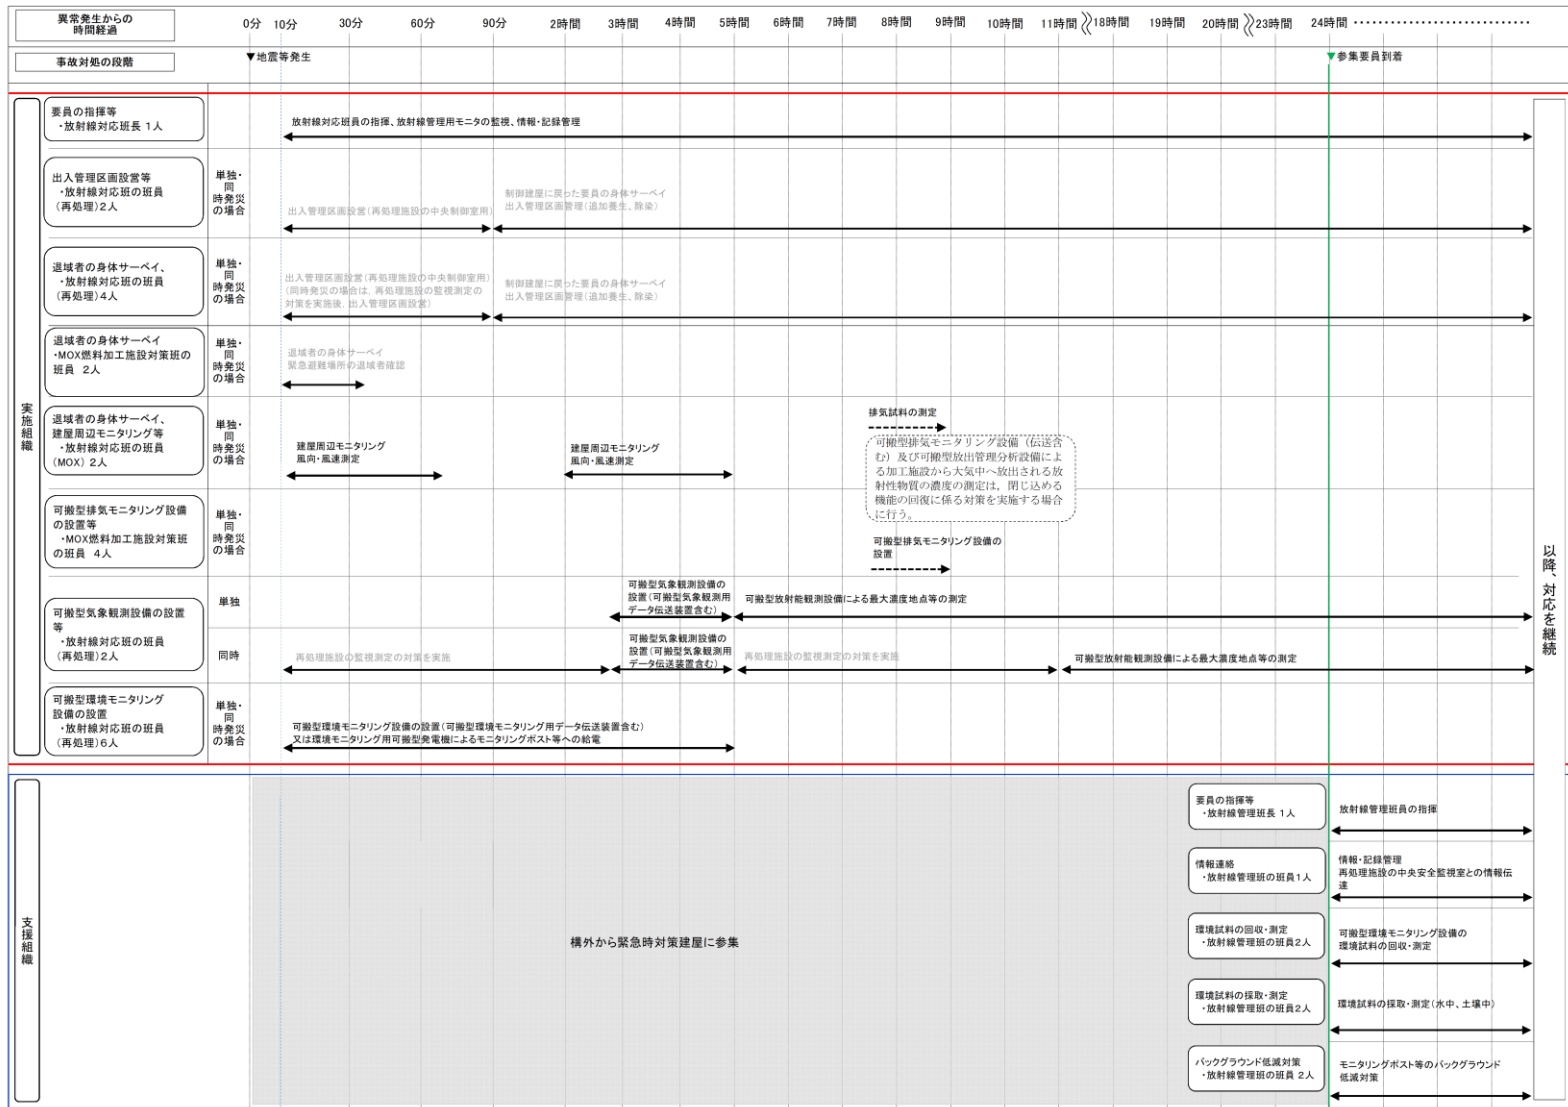 異常発生からの
時間経過
0分
10分
30分
60分
90分
2時間
3時間
4時間
5時間
6時間
7時間
8時間
9時間
10時間
11時間
18時間
19時間
20時間
23時間
24時間
事故対処の段階
▼地震等発生
▼参集要員到着
実施組織
要員の指揮等
・放射線対応班長 1人
放射線対応班員の指揮、放射線管理用モニタの監視、情報・記録管理
出入管理区画設営等
・放射線対応班の班員
(再処理)2人
単独・
同
時発災
の場合
出入管理区画設営(再処理施設の中央制御室用)
制御建屋に戻った要員の身体サーベイ
出入管理区画管理(追加養生、除染)
退域者の身体サーベイ、
・放射線対応班の班員
(再処理)4人
単独・
同
時発災
の場合
出入管理区画設営(再処理施設の中央制御室用)
(同時発災の場合は、再処理施設の監視測定の
対策を実施後、出入管理区画設営)
制御建屋に戻った要員の身体サーベイ
出入管理区画管理(追加養生、除染)
退域者の身体サーベイ
・MOX燃料加工施設対策班の
班員 2人
単独・
同
時発災
の場合
退域者の身体サーベイ
緊急避難場所の退域者確認
退域者の身体サーベイ、
建屋周辺モニタリング等
・放射線対応班の班員
(MOX) 2人
単独・
同
時発災
の場合
建屋周辺モニタリング
風向・風速測定
建屋周辺モニタリング
風向・風速測定
排気試料の測定
可搬型排気モニタリング設備（伝送含
む）及び可搬型放出管理分析設備によ
る加工施設から大気中へ放出される放
射性物質の濃度の測定は，閉じ込める
機能の回復に係る対策を実施する場合
に行う。
可搬型排気モニタリング設備
の設置等
・MOX燃料加工施設対策班
の班員 4人
単独・
同
時発災
の場合
可搬型排気モニタリング設備の
設置
可搬型気象観測設備の設置
等
・放射線対応班の班員
(再処理)2人
単独
可搬型気象観測設備の
設置(可搬型気象観測用
データ伝送装置含む)
可搬型放射能観測設備による最大濃度地点等の測定
同時
再処理施設の監視測定の対策を実施
可搬型気象観測設備の
設置(可搬型気象観測用
データ伝送装置含む)
再処理施設の監視測定の対策を実施
可搬型放射能観測設備による最大濃度地点等の測定
可搬型環境モニタリング
設備の設置
・放射線対応班の班員
(再処理)6人
単独・
同
時発災
の場合
可搬型環境モニタリング設備の設置(可搬型環境モニタリング用データ伝送装置含む)
又は環境モニタリング用可搬型発電機によるモニタリングポスト等への給電
以降、対応を継続
支援組織
構外から緊急時対策建屋に参集
要員の指揮等
・放射線管理班長 1人
放射線管理班員の指揮
情報連絡
・放射線管理班の班員1人
情報・記録管理
再処理施設の中央安全監視室との情報伝
達
環境試料の回収・測定
・放射線管理班の班員2人
可搬型環境モニタリング設備の
環境試料の回収・測定
環境試料の採取・測定
・放射線管理班の班員2人
環境試料の採取・測定(水中、土壌中)
バックグラウンド低減対策
・放射線管理班の班員 2人
モニタリングポスト等のバックグラウンド
低減対策